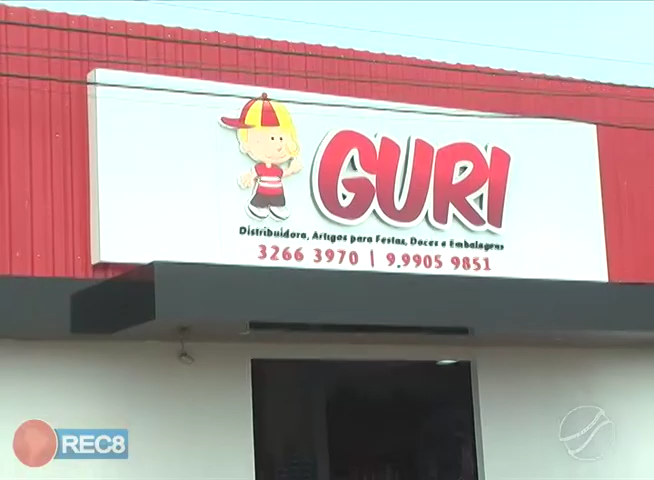 GURI
Distribuidora, Artigos para Festas, Doces e Embalagens
3266 3970 | 9.9905 9851
REC8